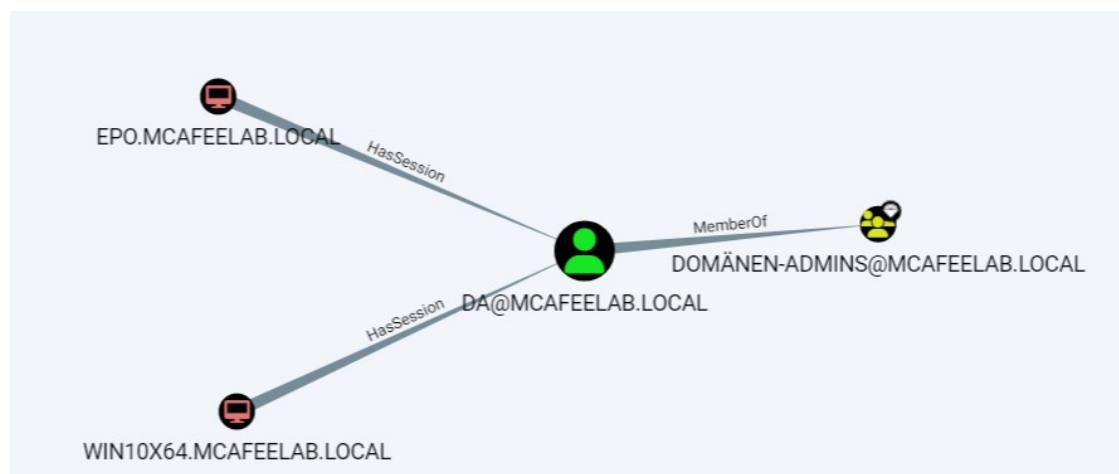 EPO.MCAFEELAB.LOCAL
HasSession
MemberOf
DOMÄNEN-ADMINS@MCAFEELAB.LOCAL
DA@MCAFEELAB.LOCAL
HasSession
WIN10X64.MCAFEELAB.LOCAL